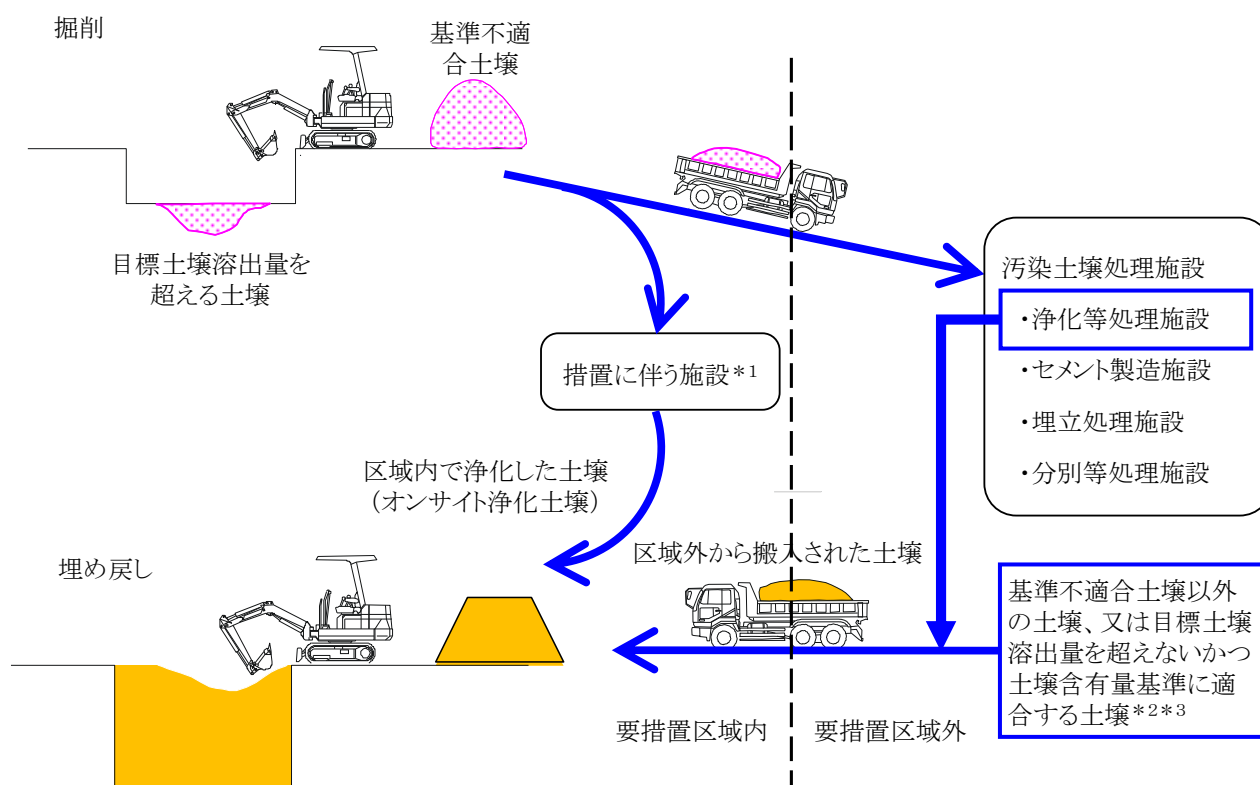 掘削
基準不適
合土壌
目標土壌溶出量を
超える土壌
汚染土壌処理施設
・浄化等処理施設
・セメント製造施設
・埋立処理施設
・分別等処理施設
措置に伴う施設*1
区域内で浄化した土壌
(オンサイト浄化土壌)
区域外から搬入された土壌
埋め戻し
基準不適合土壌以外
の土壌、又は目標土壌
溶出量を超えないかつ
土壌含有量基準に適
合する土壌*2*3
要措置区域内
要措置区域外